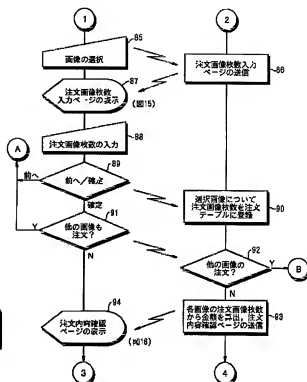 1
2
85
画像の選択
注文画像枚数入力
ページの送信
86
87
注文画像枚数
入力ページの表示
(図15)
88
注文画像枚数の入力
A
89
前へ
前へ/確定
確定
選択画像について
注文画像枚数を注文
テーブルに登録
90
91
他の画像も
注文?
Y
N
92
他の画像の
注文?
Y
B
N
94
注文内容確認
ページの表示
(図16)
各画像の注文画像枚数
から金額を算出,注文
内容確認ページの送信
93
3
4